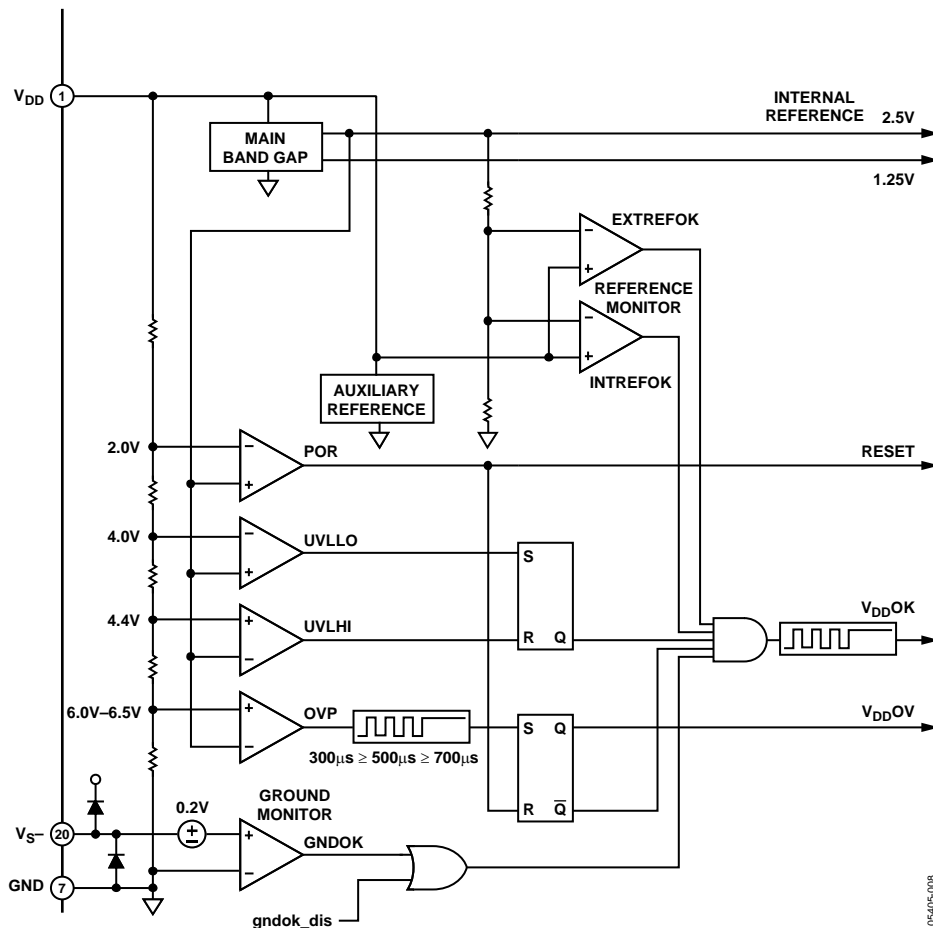 VDD 1
INTERNAL
REFERENCE 2.5V
MAIN
BAND GAP
1.25V
EXTREFOK
−
+
REFERENCE
MONITOR
−
+
INTREFOK
AUXILIARY
REFERENCE
2.0V − POR RESET
+
4.0V − UVLLO S
+
4.4V + UVLHI R Q VDDOK
−
6.0V–6.5V + OVP S Q VDDOV
−
300µs ≥ 500µs ≥ 700µs
R Q̅
GROUND
MONITOR
0.2V
VS− 20 + GNDOK
GND 7 −
gndok_dis
05405-008